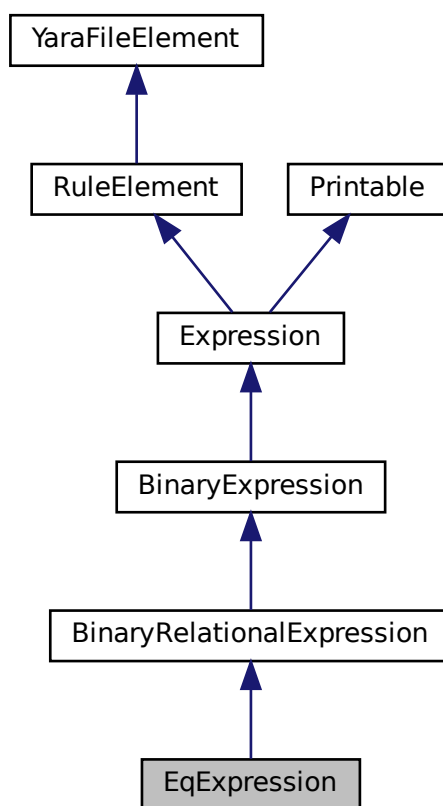 YaraFileElement
RuleElement
Printable
Expression
BinaryExpression
BinaryRelationalExpression
EqExpression